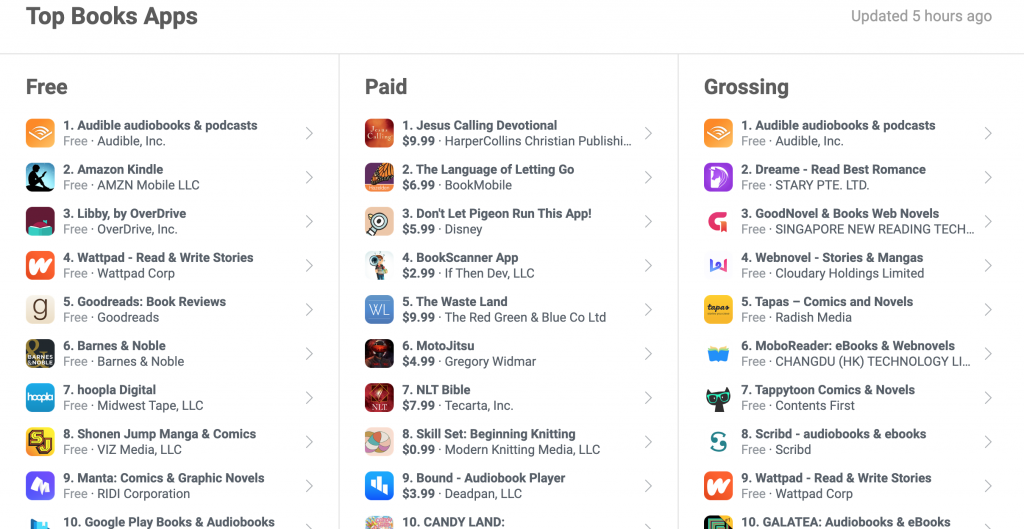 Top Books Apps
Updated 5 hours ago
Free
1. Audible audiobooks & podcasts
Free · Audible, Inc.
2. Amazon Kindle
Free · AMZN Mobile LLC
3. Libby, by OverDrive
Free · OverDrive, Inc.
4. Wattpad - Read & Write Stories
Free · Wattpad Corp
g
5. Goodreads: Book Reviews
Free · Goodreads
BARNES
&NOBLE
6. Barnes & Noble
Free · Barnes & Noble
hoopla
7. hoopla Digital
Free · Midwest Tape, LLC
SJ
8. Shonen Jump Manga & Comics
Free · VIZ Media, LLC
9. Manta: Comics & Graphic Novels
Free · RIDI Corporation
10. Google Play Books & Audiobooks
Paid
Jesus
Calling
1. Jesus Calling Devotional
$9.99 · HarperCollins Christian Publishi...
2. The Language of Letting Go
$6.99 · BookMobile
3. Don't Let Pigeon Run This App!
$5.99 · Disney
4. BookScanner App
$2.99 · If Then Dev, LLC
WL
5. The Waste Land
$9.99 · The Red Green & Blue Co Ltd
6. MotoJitsu
$4.99 · Gregory Widmar
NLT
7. NLT Bible
$7.99 · Tecarta, Inc.
8. Skill Set: Beginning Knitting
$0.99 · Modern Knitting Media, LLC
9. Bound - Audiobook Player
$3.99 · Deadpan, LLC
10. CANDY LAND:
Grossing
1. Audible audiobooks & podcasts
Free · Audible, Inc.
2. Dreame - Read Best Romance
Free · STARY PTE. LTD.
3. GoodNovel & Books Web Novels
Free · SINGAPORE NEW READING TECH...
4. Webnovel - Stories & Mangas
Free · Cloudary Holdings Limited
tapas
5. Tapas – Comics and Novels
Free · Radish Media
6. MoboReader: eBooks & Webnovels
Free · CHANGDU (HK) TECHNOLOGY LI...
7. Tappytoon Comics & Novels
Free · Contents First
8. Scribd - audiobooks & ebooks
Free · Scribd
9. Wattpad - Read & Write Stories
Free · Wattpad Corp
10. GALATEA: Audiobooks & eBooks